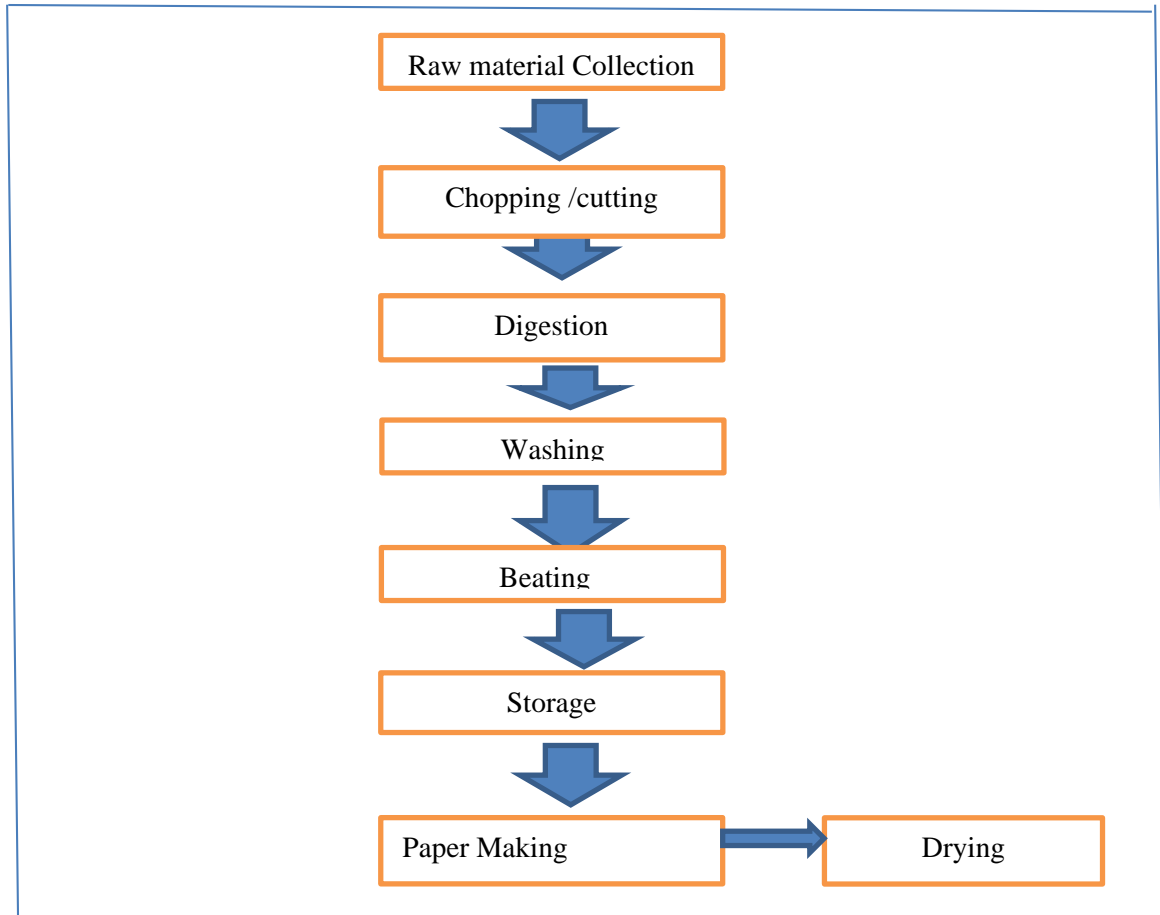 Raw material Collection
Chopping /cutting
Digestion
Washing
Beating
Storage
Paper Making
Drying